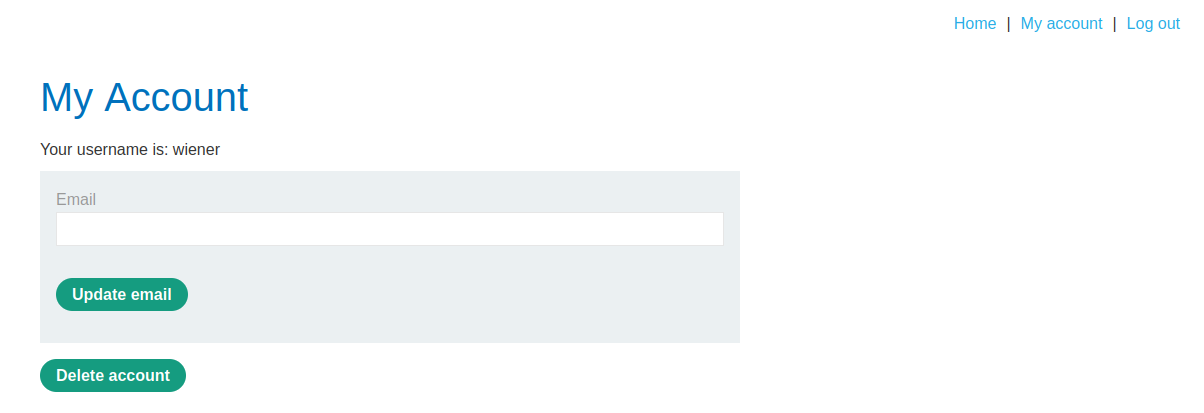 Home | My account | Log out
My Account
Your username is: wiener
Email
Update email
Delete account